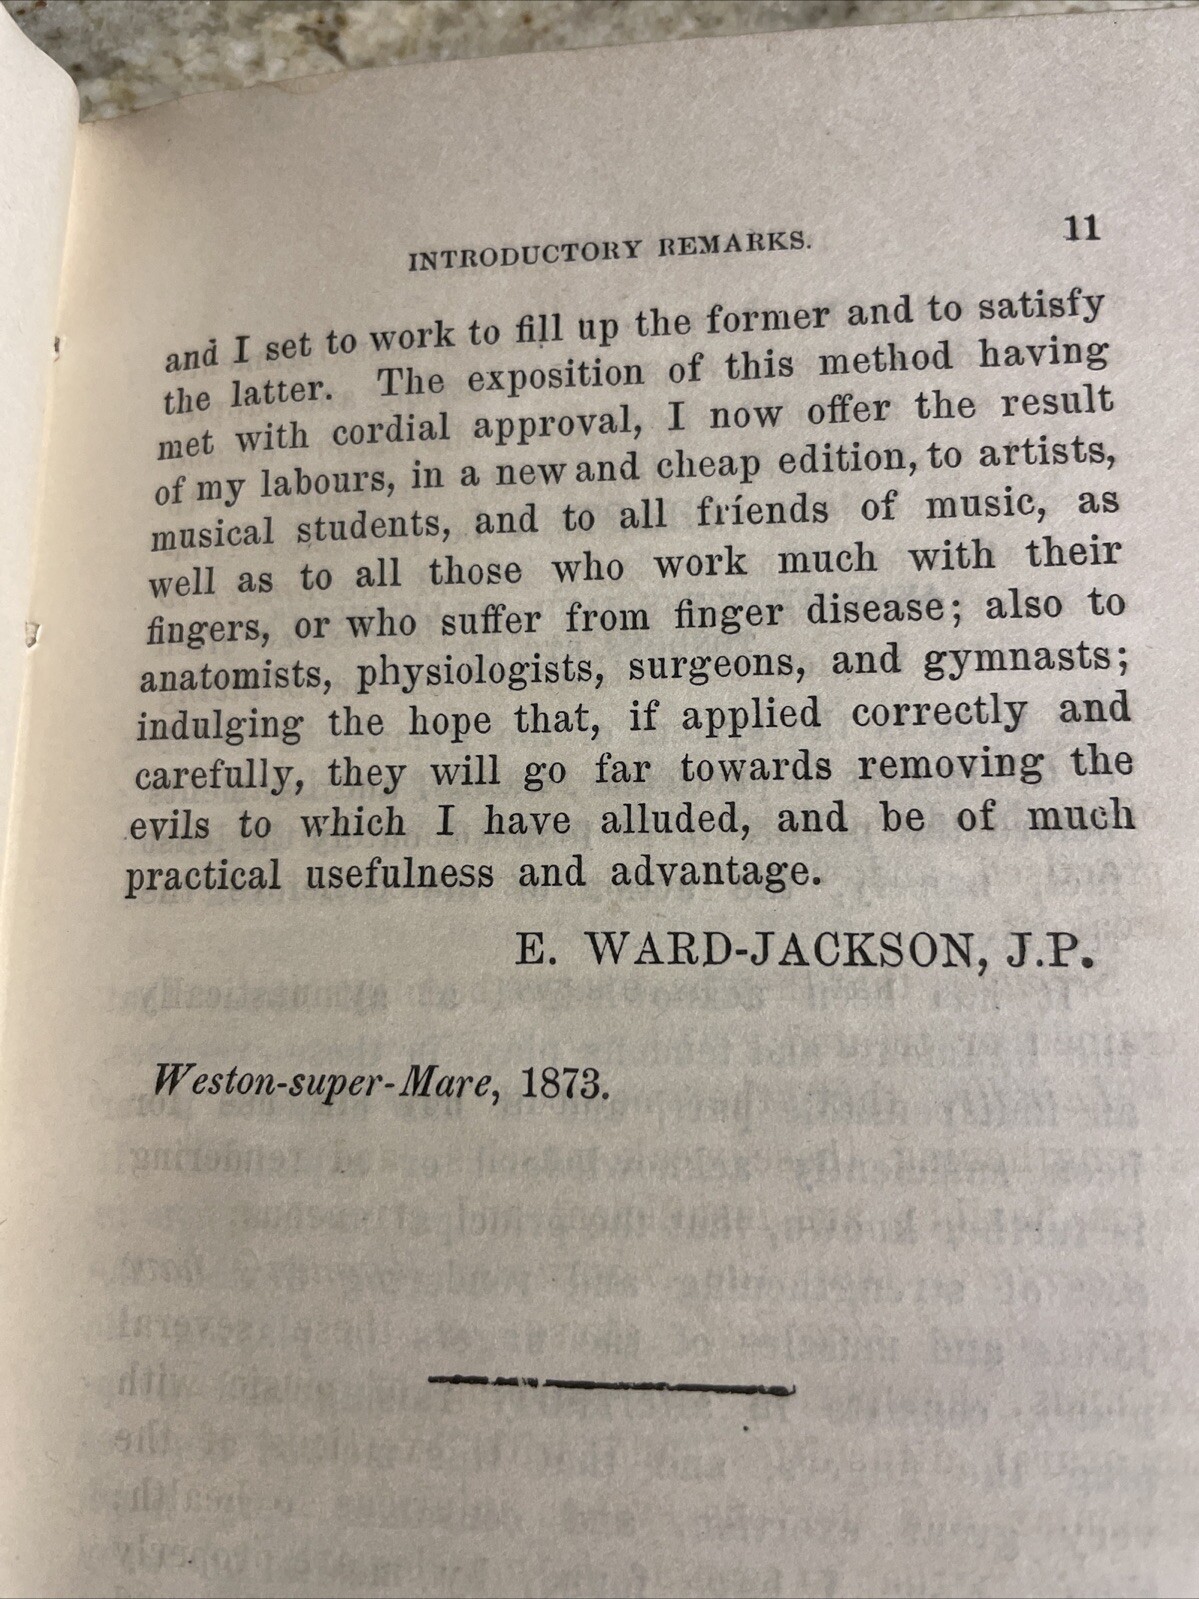 INTRODUCTORY REMARKS. 11
and I set to work to fill up the former and to satisfy
the latter. The exposition of this method having
met with cordial approval, I now offer the result
of my labours, in a new and cheap edition, to artists,
musical students, and to all friends of music, as
well as to all those who work much with their
fingers, or who suffer from finger disease; also to
anatomists, physiologists, surgeons, and gymnasts;
indulging the hope that, if applied correctly and
carefully, they will go far towards removing the
evils to which I have alluded, and be of much
practical usefulness and advantage.
E. WARD-JACKSON, J.P.
Weston-super-Mare, 1873.